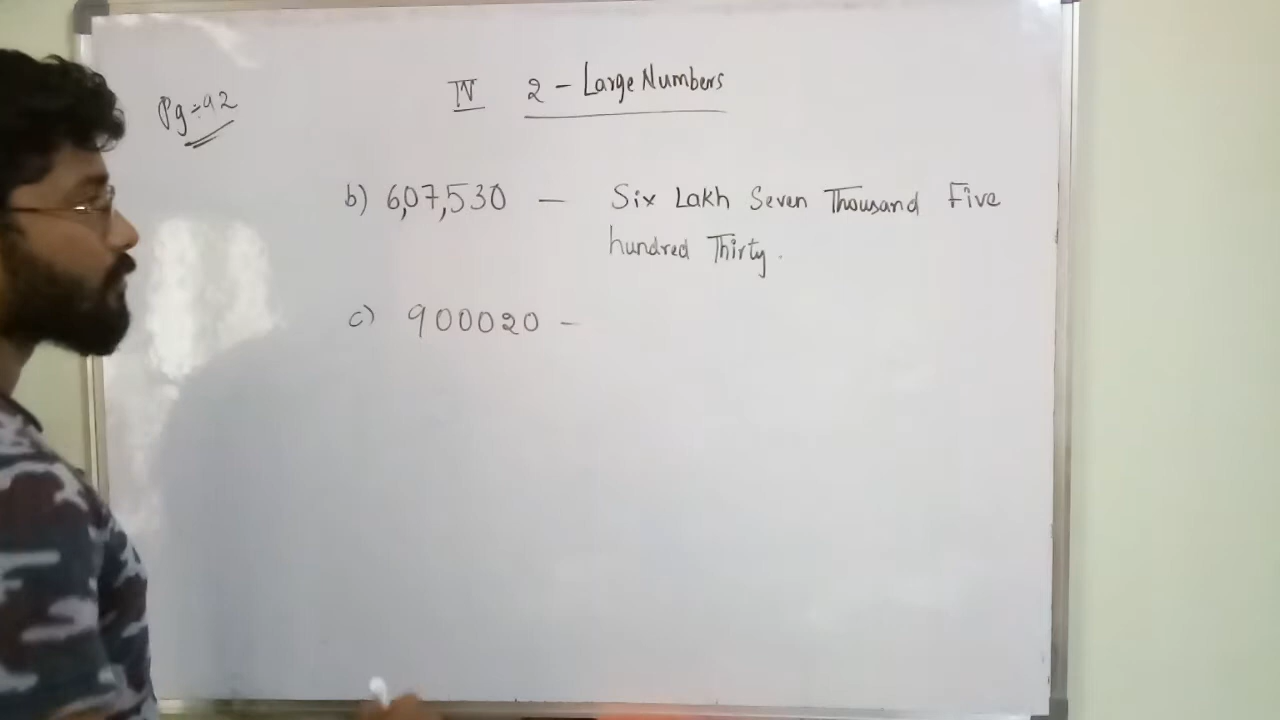 Pg:-92
IV 2 - Large Numbers
b) 6,07,530 — Six Lakh Seven Thousand Five
hundred Thirty.
c) 900020 –